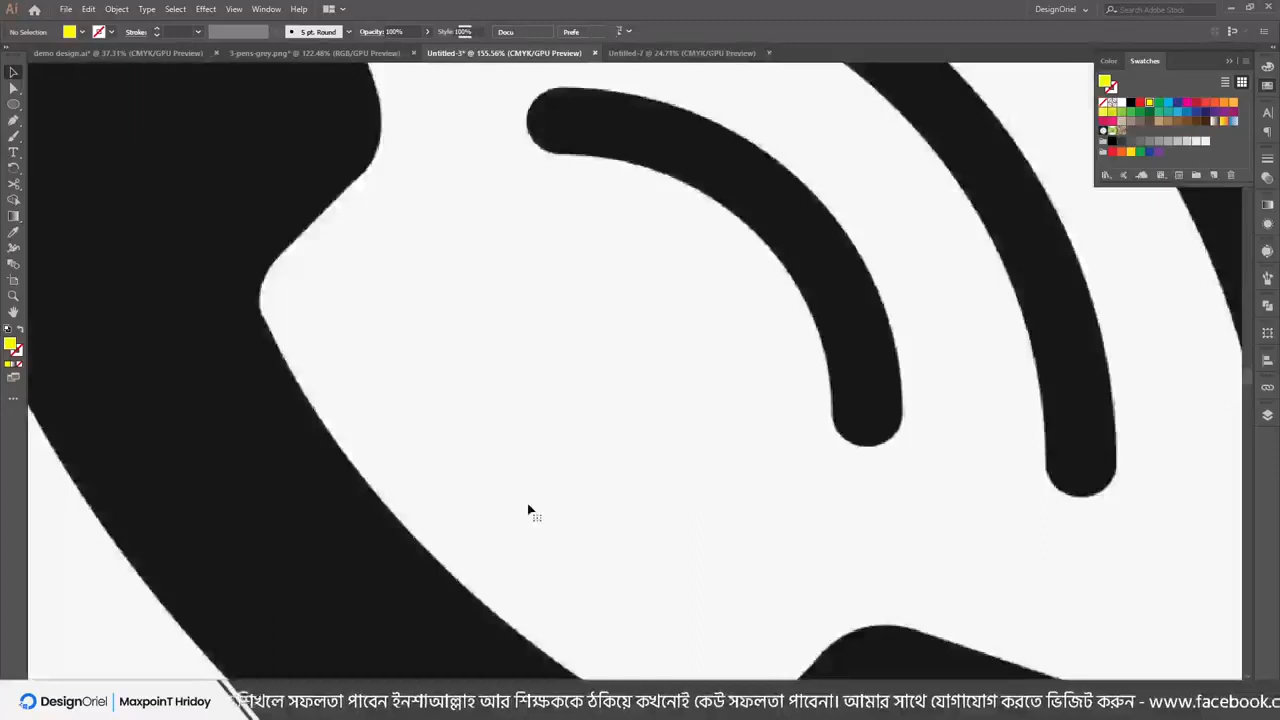 Ai File Edit Object Type Select Effect View Window Help DesignOriel Search Adobe Stock
No Selection Stroke: 5 pt. Round Opacity: 100% Style: 100% Docu Prefe
demo design.ai* @ 37.31% (CMYK/GPU Preview) × 3-pens-grey.png* @ 122.48% (RGB/GPU Preview) × Untitled-3* @ 155.56% (CMYK/GPU Preview) × Untitled-7 @ 24.71% (CMYK/GPU Preview) ×
Color Swatches
DesignOriel | MaxpoinT Hridoy
শিখলে সফলতা পাবেন ইনশাআল্লাহ আর শিক্ষককে ঠকিয়ে কখনোই কেউ সফলতা পাবেনা। আমার সাথে যোগাযোগ করতে ভিজিট করুন - www.facebook.c